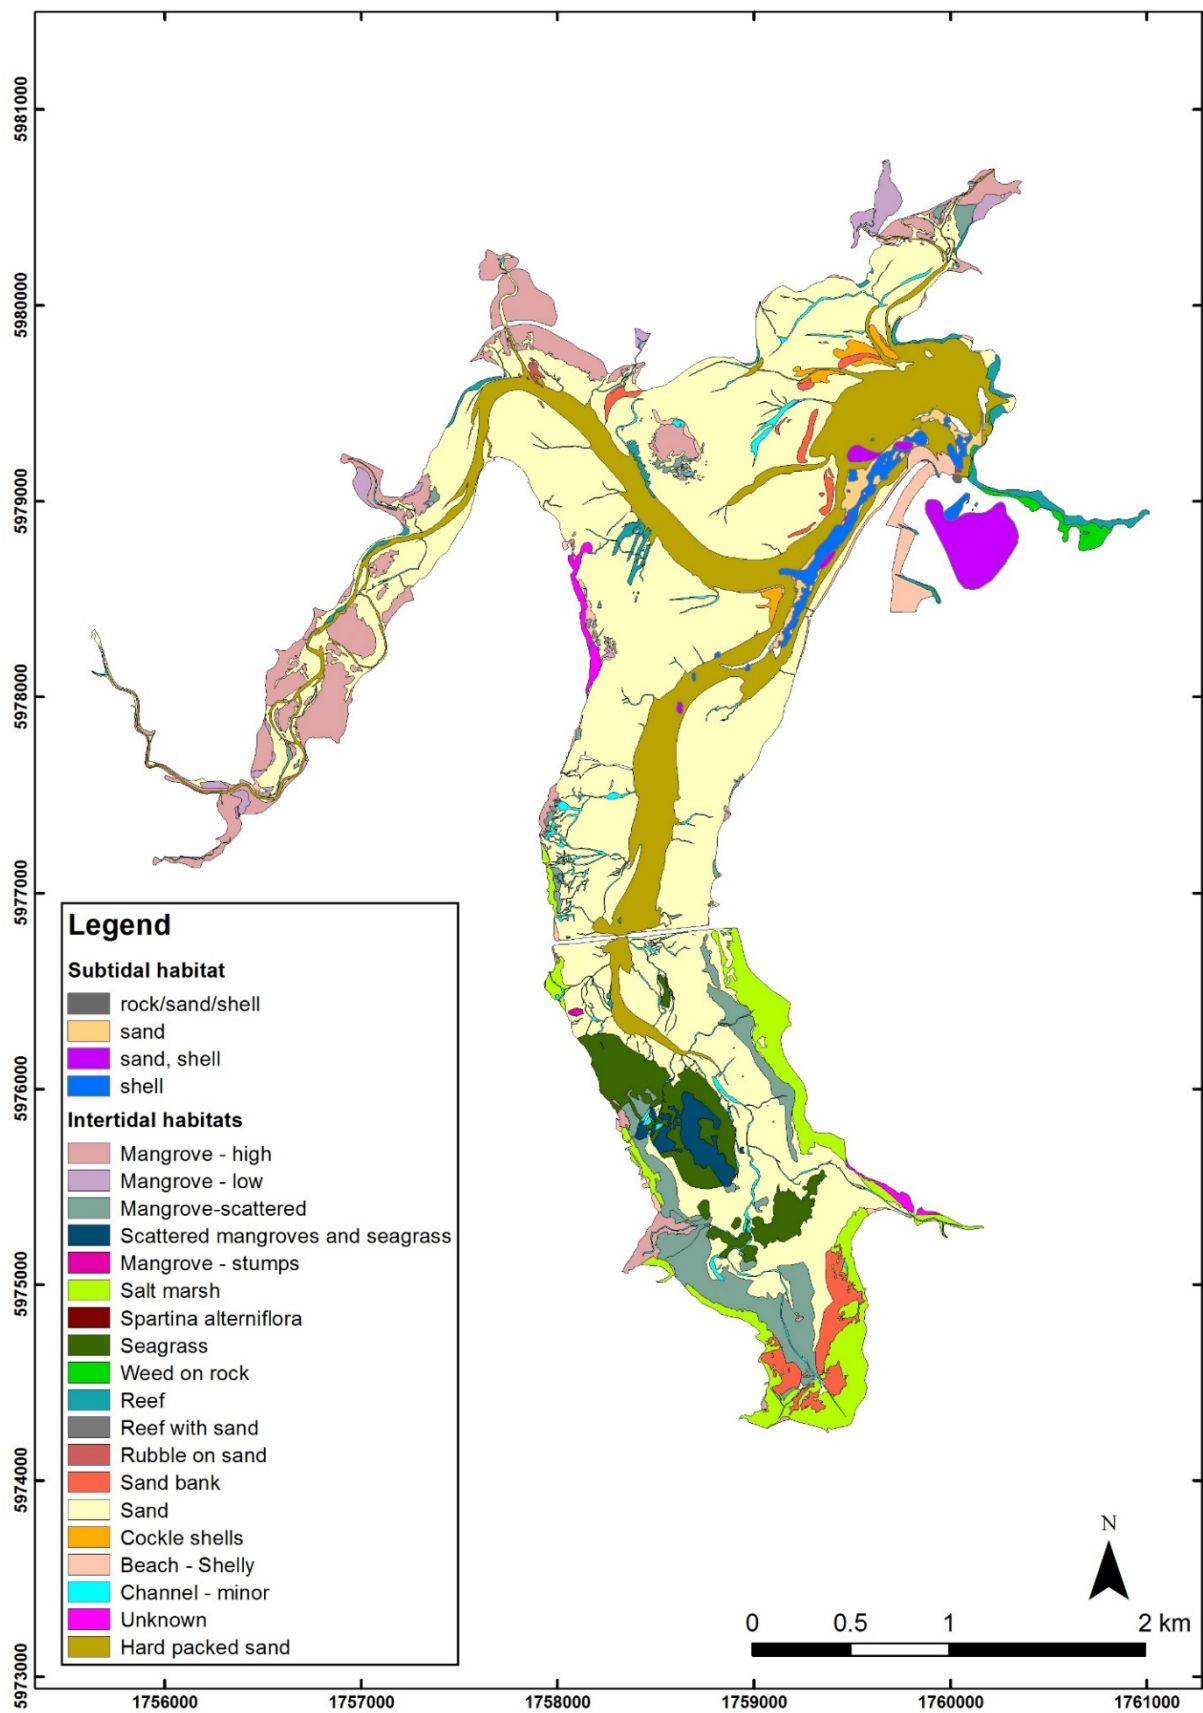 5981000
5980000
5979000
5978000
5977000
5976000
5975000
5974000
5973000
Legend
Subtidal habitat
rock/sand/shell
sand
sand, shell
shell
Intertidal habitats
Mangrove - high
Mangrove - low
Mangrove-scattered
Scattered mangroves and seagrass
Mangrove - stumps
Salt marsh
Spartina alterniflora
Seagrass
Weed on rock
Reef
Reef with sand
Rubble on sand
Sand bank
Sand
Cockle shells
Beach - Shelly
Channel - minor
Unknown
Hard packed sand
N
0 0.5 1 2 km
1756000 1757000 1758000 1759000 1760000 1761000